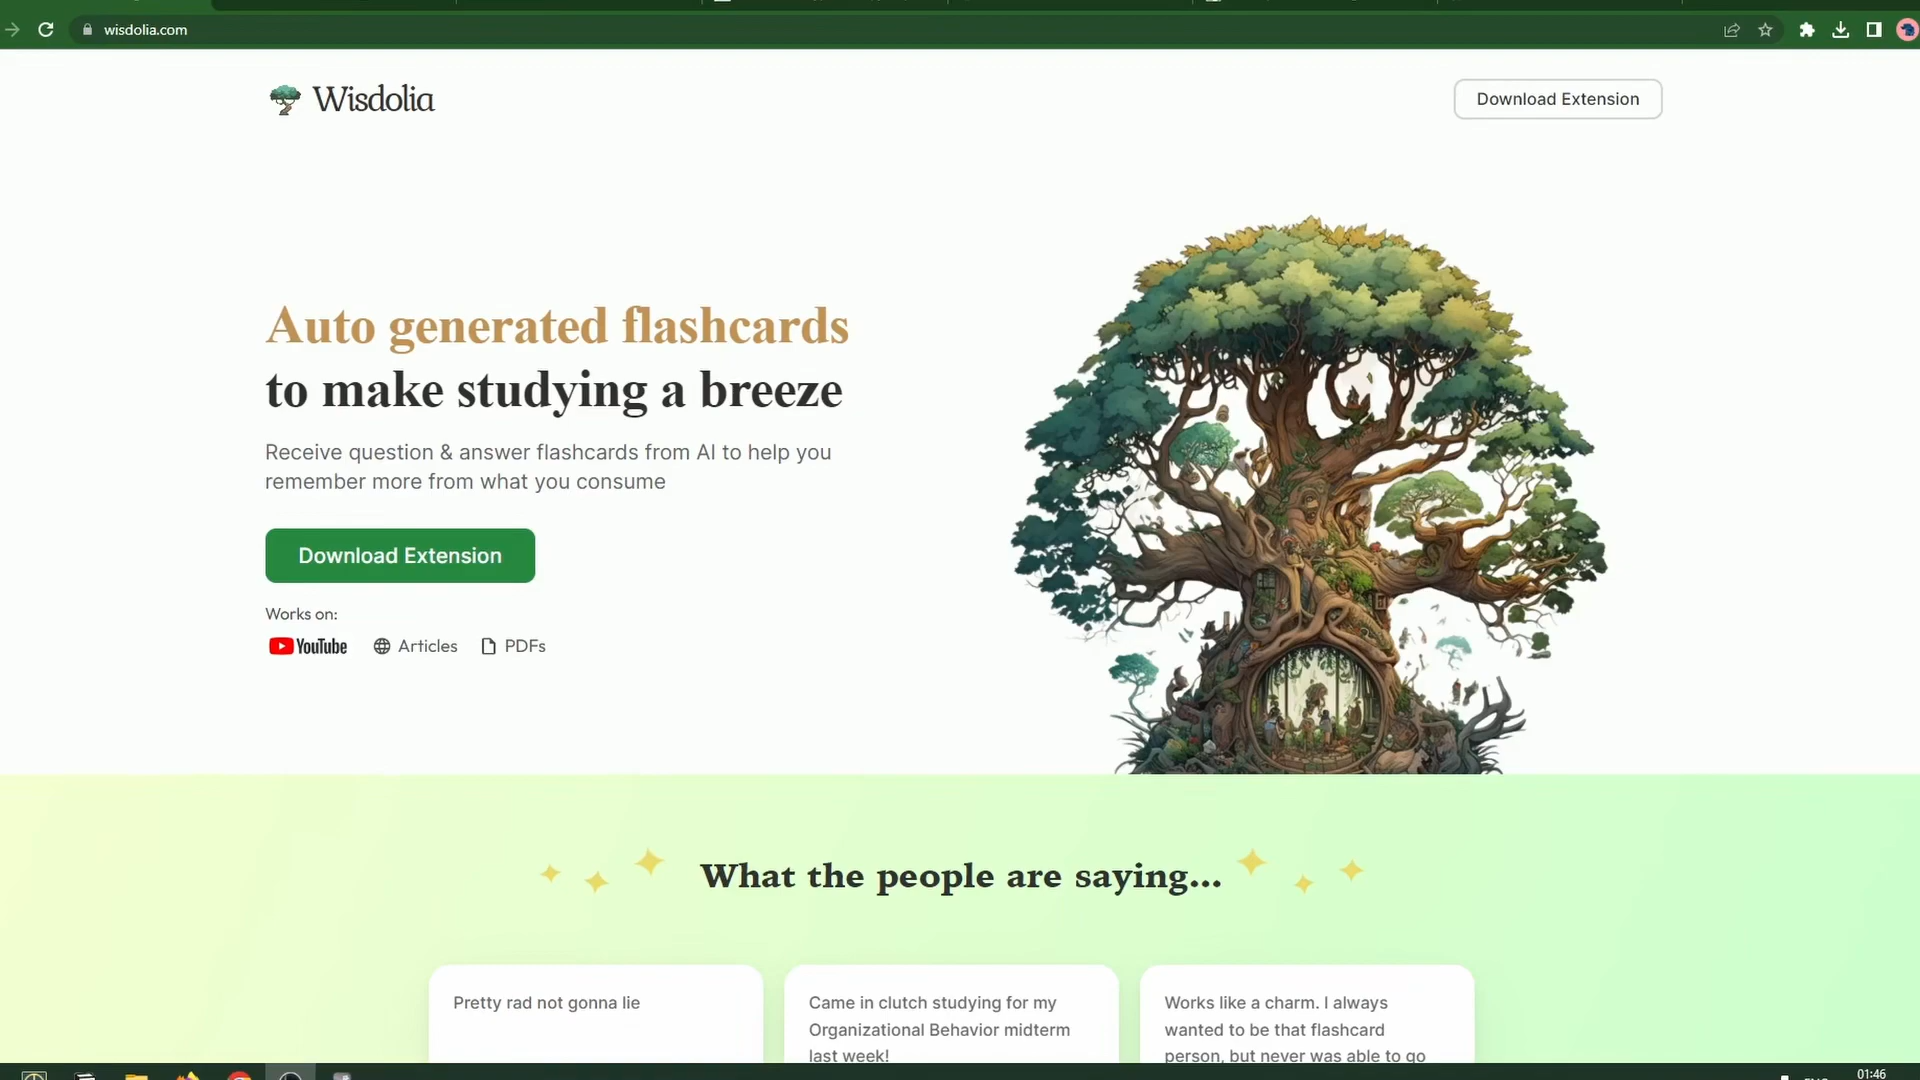 wisdolia.com
Wisdolia
Download Extension
Auto generated flashcards
to make studying a breeze
Receive question & answer flashcards from AI to help you
remember more from what you consume
Download Extension
Works on:
YouTube Articles PDFs
What the people are saying...
Pretty rad not gonna lie
Came in clutch studying for my
Organizational Behavior midterm
last week!
Works like a charm. I always
wanted to be that flashcard
person, but never was able to go
01:46